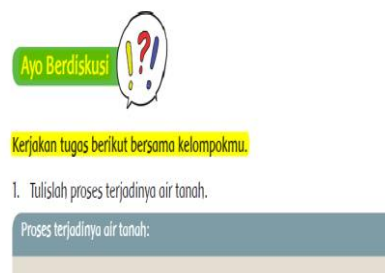 Ayo Berdiskusi
Kerjakan tugas berikut bersama kelompokmu.
1. Tulislah proses terjadinya air tanah.
Proses terjadinya air tanah: